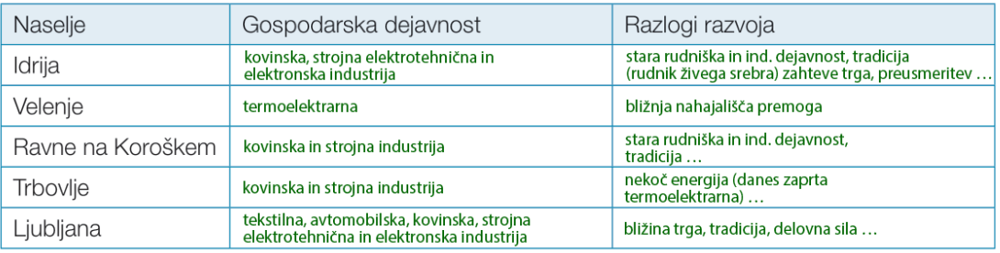 Naselje Gospodarska dejavnost Razlogi razvoja
Idrija
kovinska, strojna elektrotehnična in
elektronska industrija
stara rudniška in ind. dejavnost, tradicija
(rudnik živega srebra) zahteve trga, preusmeritev …
Velenje termoelektrarna bližnja nahajališča premoga
Ravne na Koroškem kovinska in strojna industrija
stara rudniška in ind. dejavnost,
tradicija …
Trbovlje kovinska in strojna industrija
nekoč energija (danes zaprta
termoelektrarna) …
Ljubljana
tekstilna, avtomobilska, kovinska, strojna
elektrotehnična in elektronska industrija
bližina trga, tradicija, delovna sila …